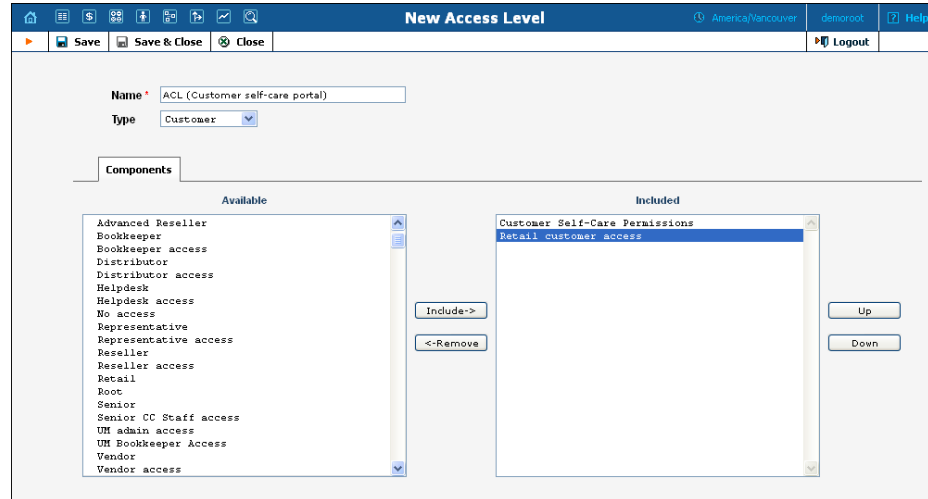 New Access Level
America/Vancouver
demoroot
? Help
Save
Save & Close
Close
Logout
Name *
ACL (Customer self-care portal)
Type
Customer
Components
Available
Included
Advanced Reseller
Bookkeeper
Bookkeeper access
Distributor
Distributor access
Helpdesk
Helpdesk access
No access
Representative
Representative access
Reseller
Reseller access
Retail
Root
Senior
Senior CC Staff access
UM admin access
UM Bookkeeper Access
Vendor
Vendor access
Include->
<-Remove
Customer Self-Care Permissions
Retail customer access
Up
Down